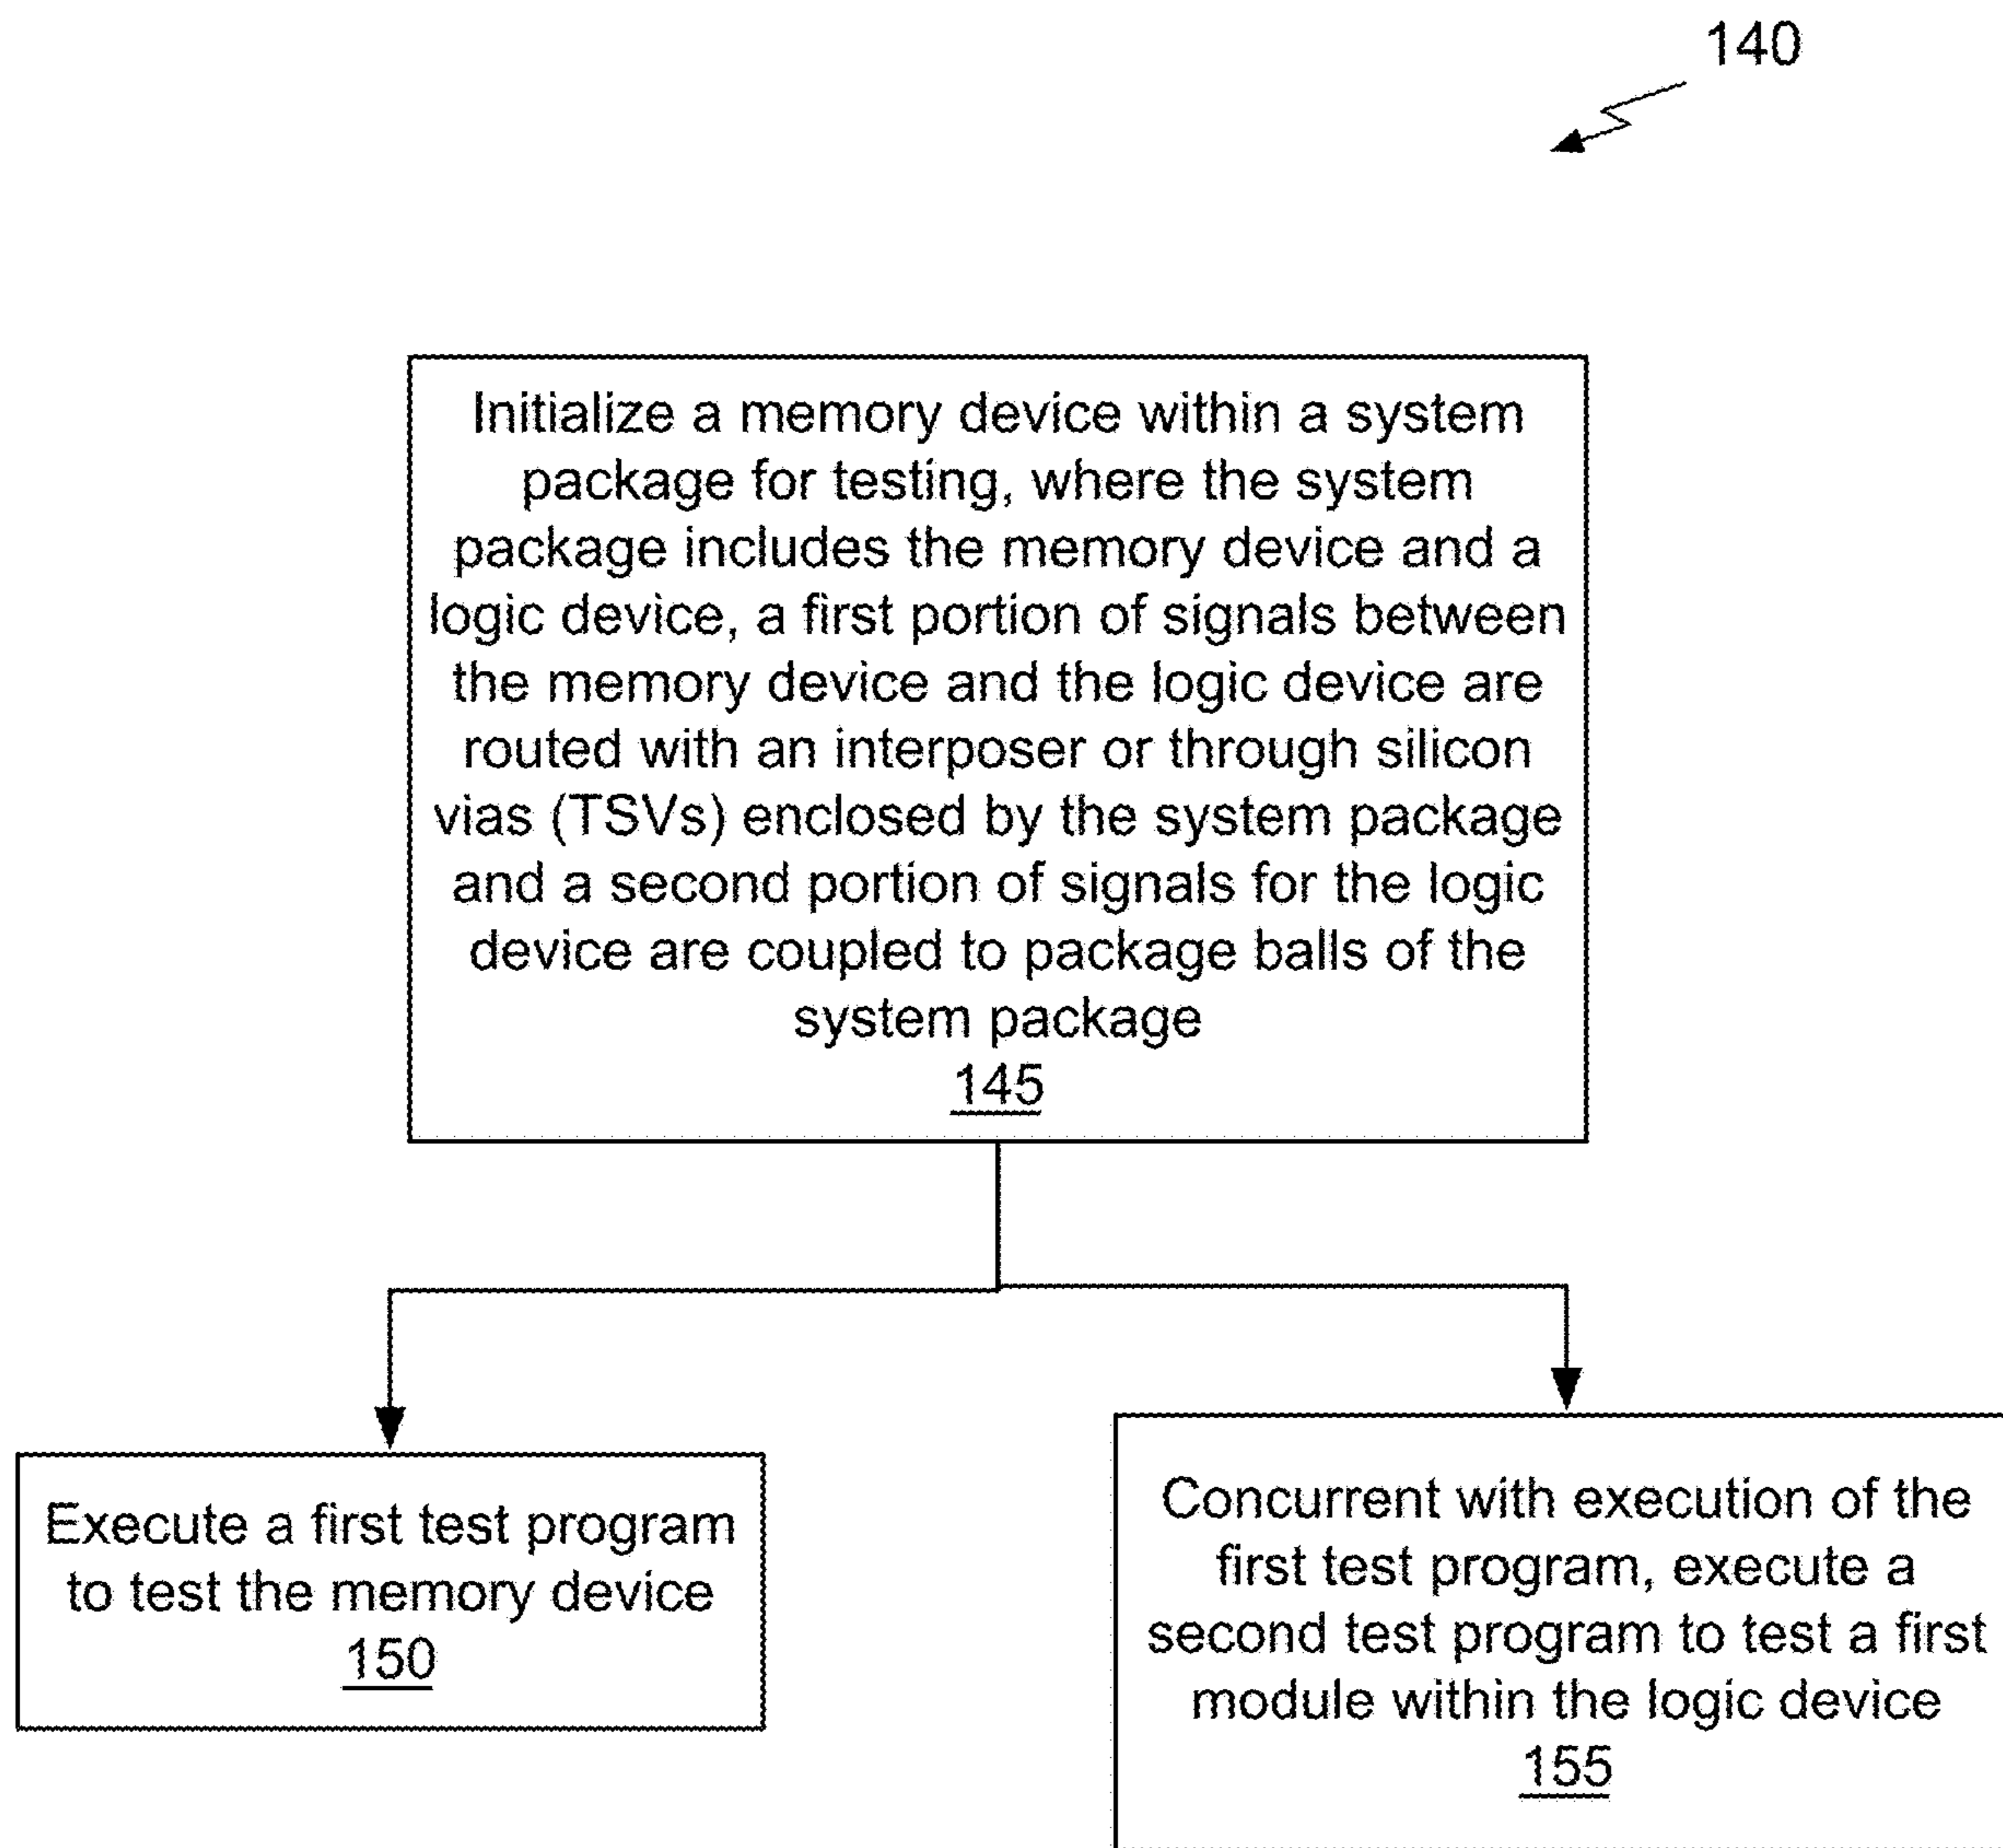 140
Initialize a memory device within a system
package for testing, where the system
package includes the memory device and a
logic device, a first portion of signals between
the memory device and the logic device are
routed with an interposer or through silicon
vias (TSVs) enclosed by the system package
and a second portion of signals for the logic
device are coupled to package balls of the
system package
145
Execute a first test program
to test the memory device
150
Concurrent with execution of the
first test program, execute a
second test program to test a first
module within the logic device
155